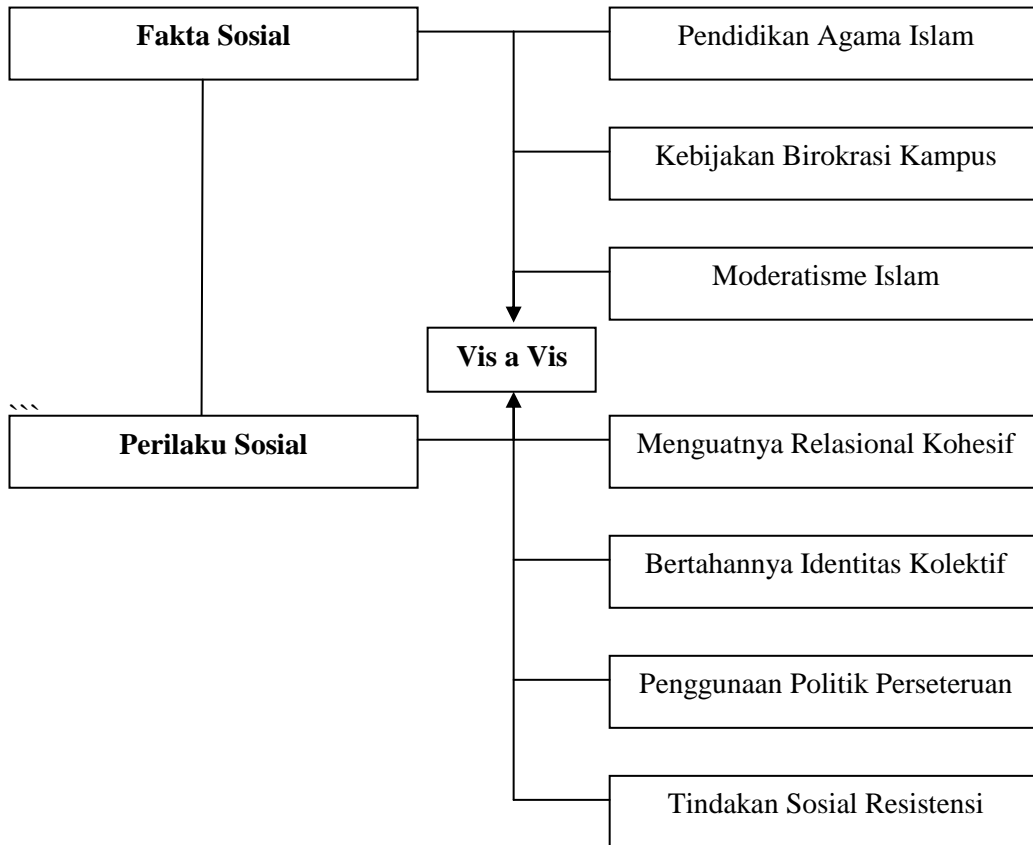 Fakta Sosial
Pendidikan Agama Islam
Kebijakan Birokrasi Kampus
Moderatisme Islam
Vis a Vis
```
Perilaku Sosial
Menguatnya Relasional Kohesif
Bertahannya Identitas Kolektif
Penggunaan Politik Perseteruan
Tindakan Sosial Resistensi